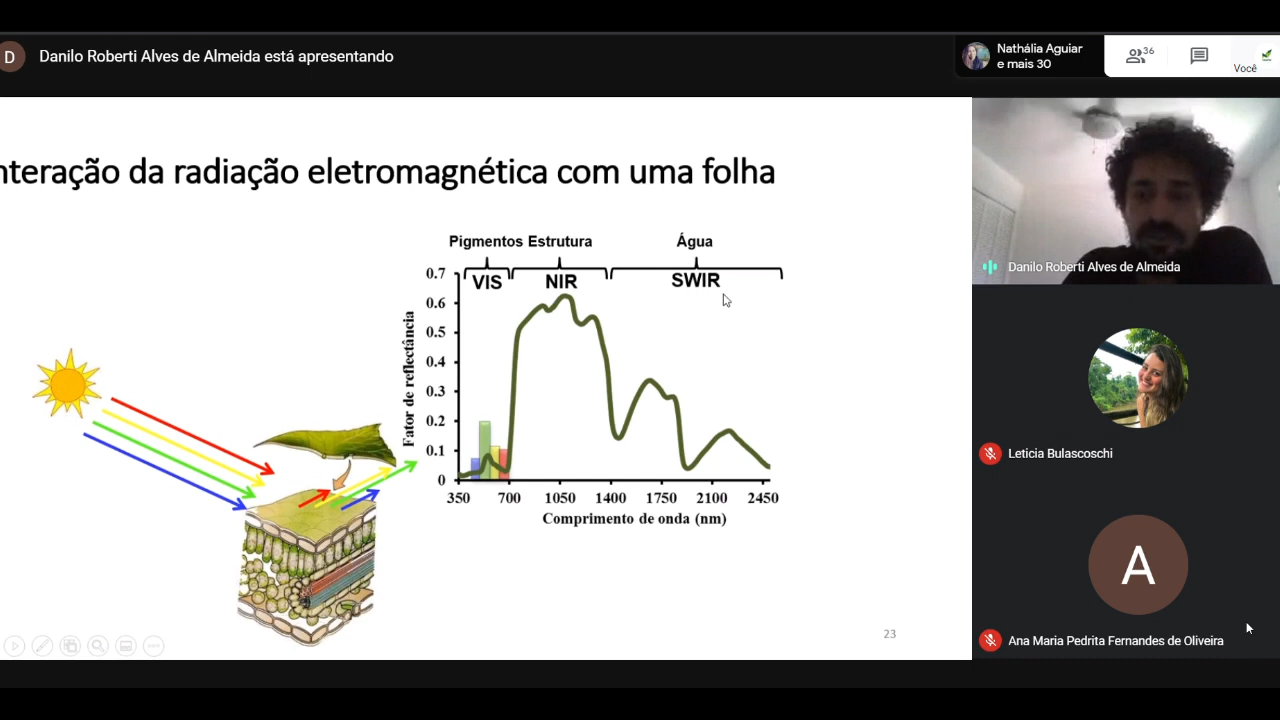 D
Danilo Roberti Alves de Almeida está apresentando
Nathália Aguiar
e mais 30
36
Você
nteração da radiação eletromagnética com uma folha
Pigmentos Estrutura Água
VIS NIR SWIR
Fator de reflectância
0.7
0.6
0.5
0.4
0.3
0.2
0.1
0
350 700 1050 1400 1750 2100 2450
Comprimento de onda (nm)
23
Danilo Roberti Alves de Almeida
Leticia Bulascoschi
A
Ana Maria Pedrita Fernandes de Oliveira